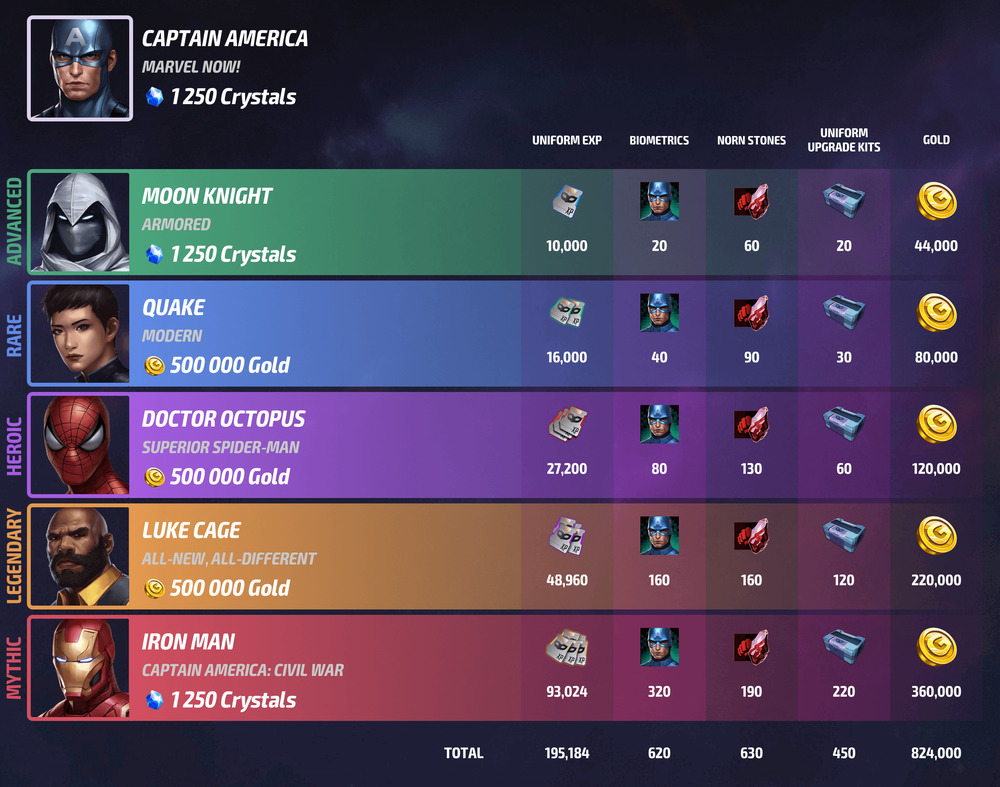 CAPTAIN AMERICA
MARVEL NOW!
1 250 Crystals
UNIFORM EXP
BIOMETRICS
NORN STONES
UNIFORM
UPGRADE KITS
GOLD
ADVANCED
MOON KNIGHT
ARMORED
1 250 Crystals
10,000
20
60
20
44,000
RARE
QUAKE
MODERN
500 000 Gold
16,000
40
90
30
80,000
HEROIC
DOCTOR OCTOPUS
SUPERIOR SPIDER-MAN
500 000 Gold
27,200
80
130
60
120,000
LEGENDARY
LUKE CAGE
ALL-NEW, ALL-DIFFERENT
500 000 Gold
48,960
160
160
120
220,000
MYTHIC
IRON MAN
CAPTAIN AMERICA: CIVIL WAR
1 250 Crystals
93,024
320
190
220
360,000
TOTAL
195,184
620
630
450
824,000